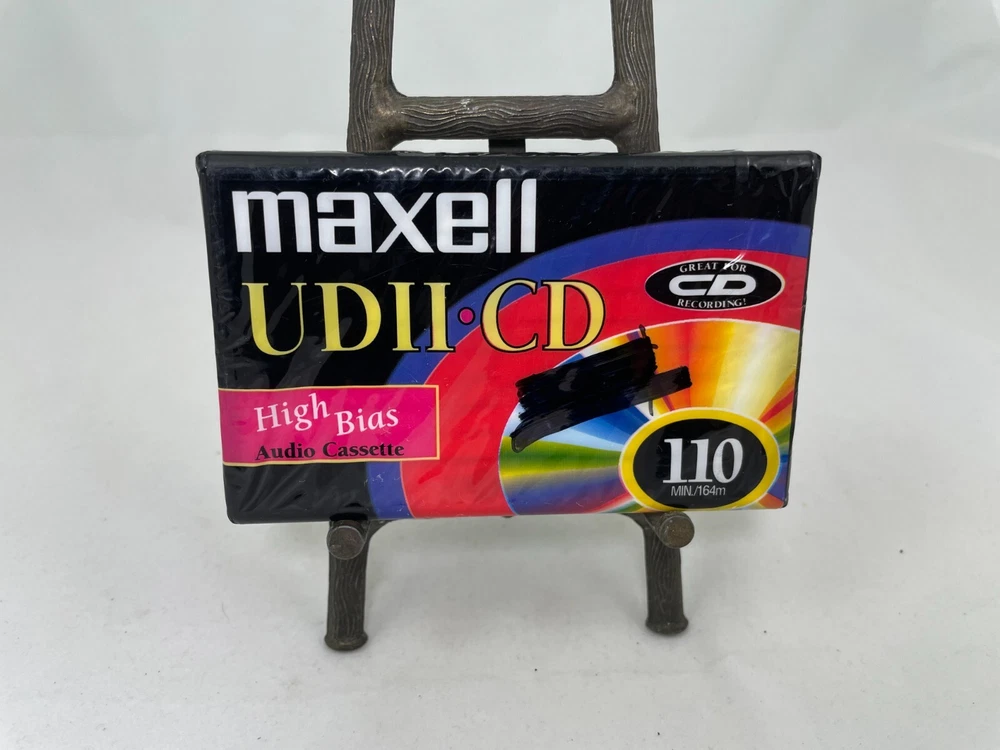 maxell
UDII•CD
GREAT FOR
CD
RECORDING!
High Bias
Audio Cassette
110
MIN./164m